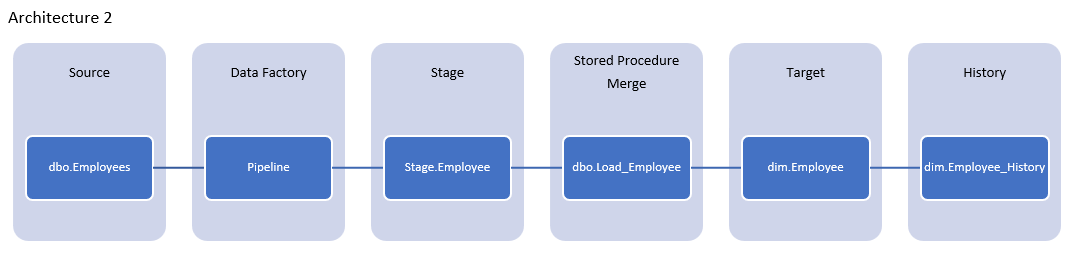 Architecture 2
Source
Data Factory
Stage
Stored Procedure
Merge
Target
History
dbo.Employees
Pipeline
Stage.Employee
dbo.Load_Employee
dim.Employee
dim.Employee_History